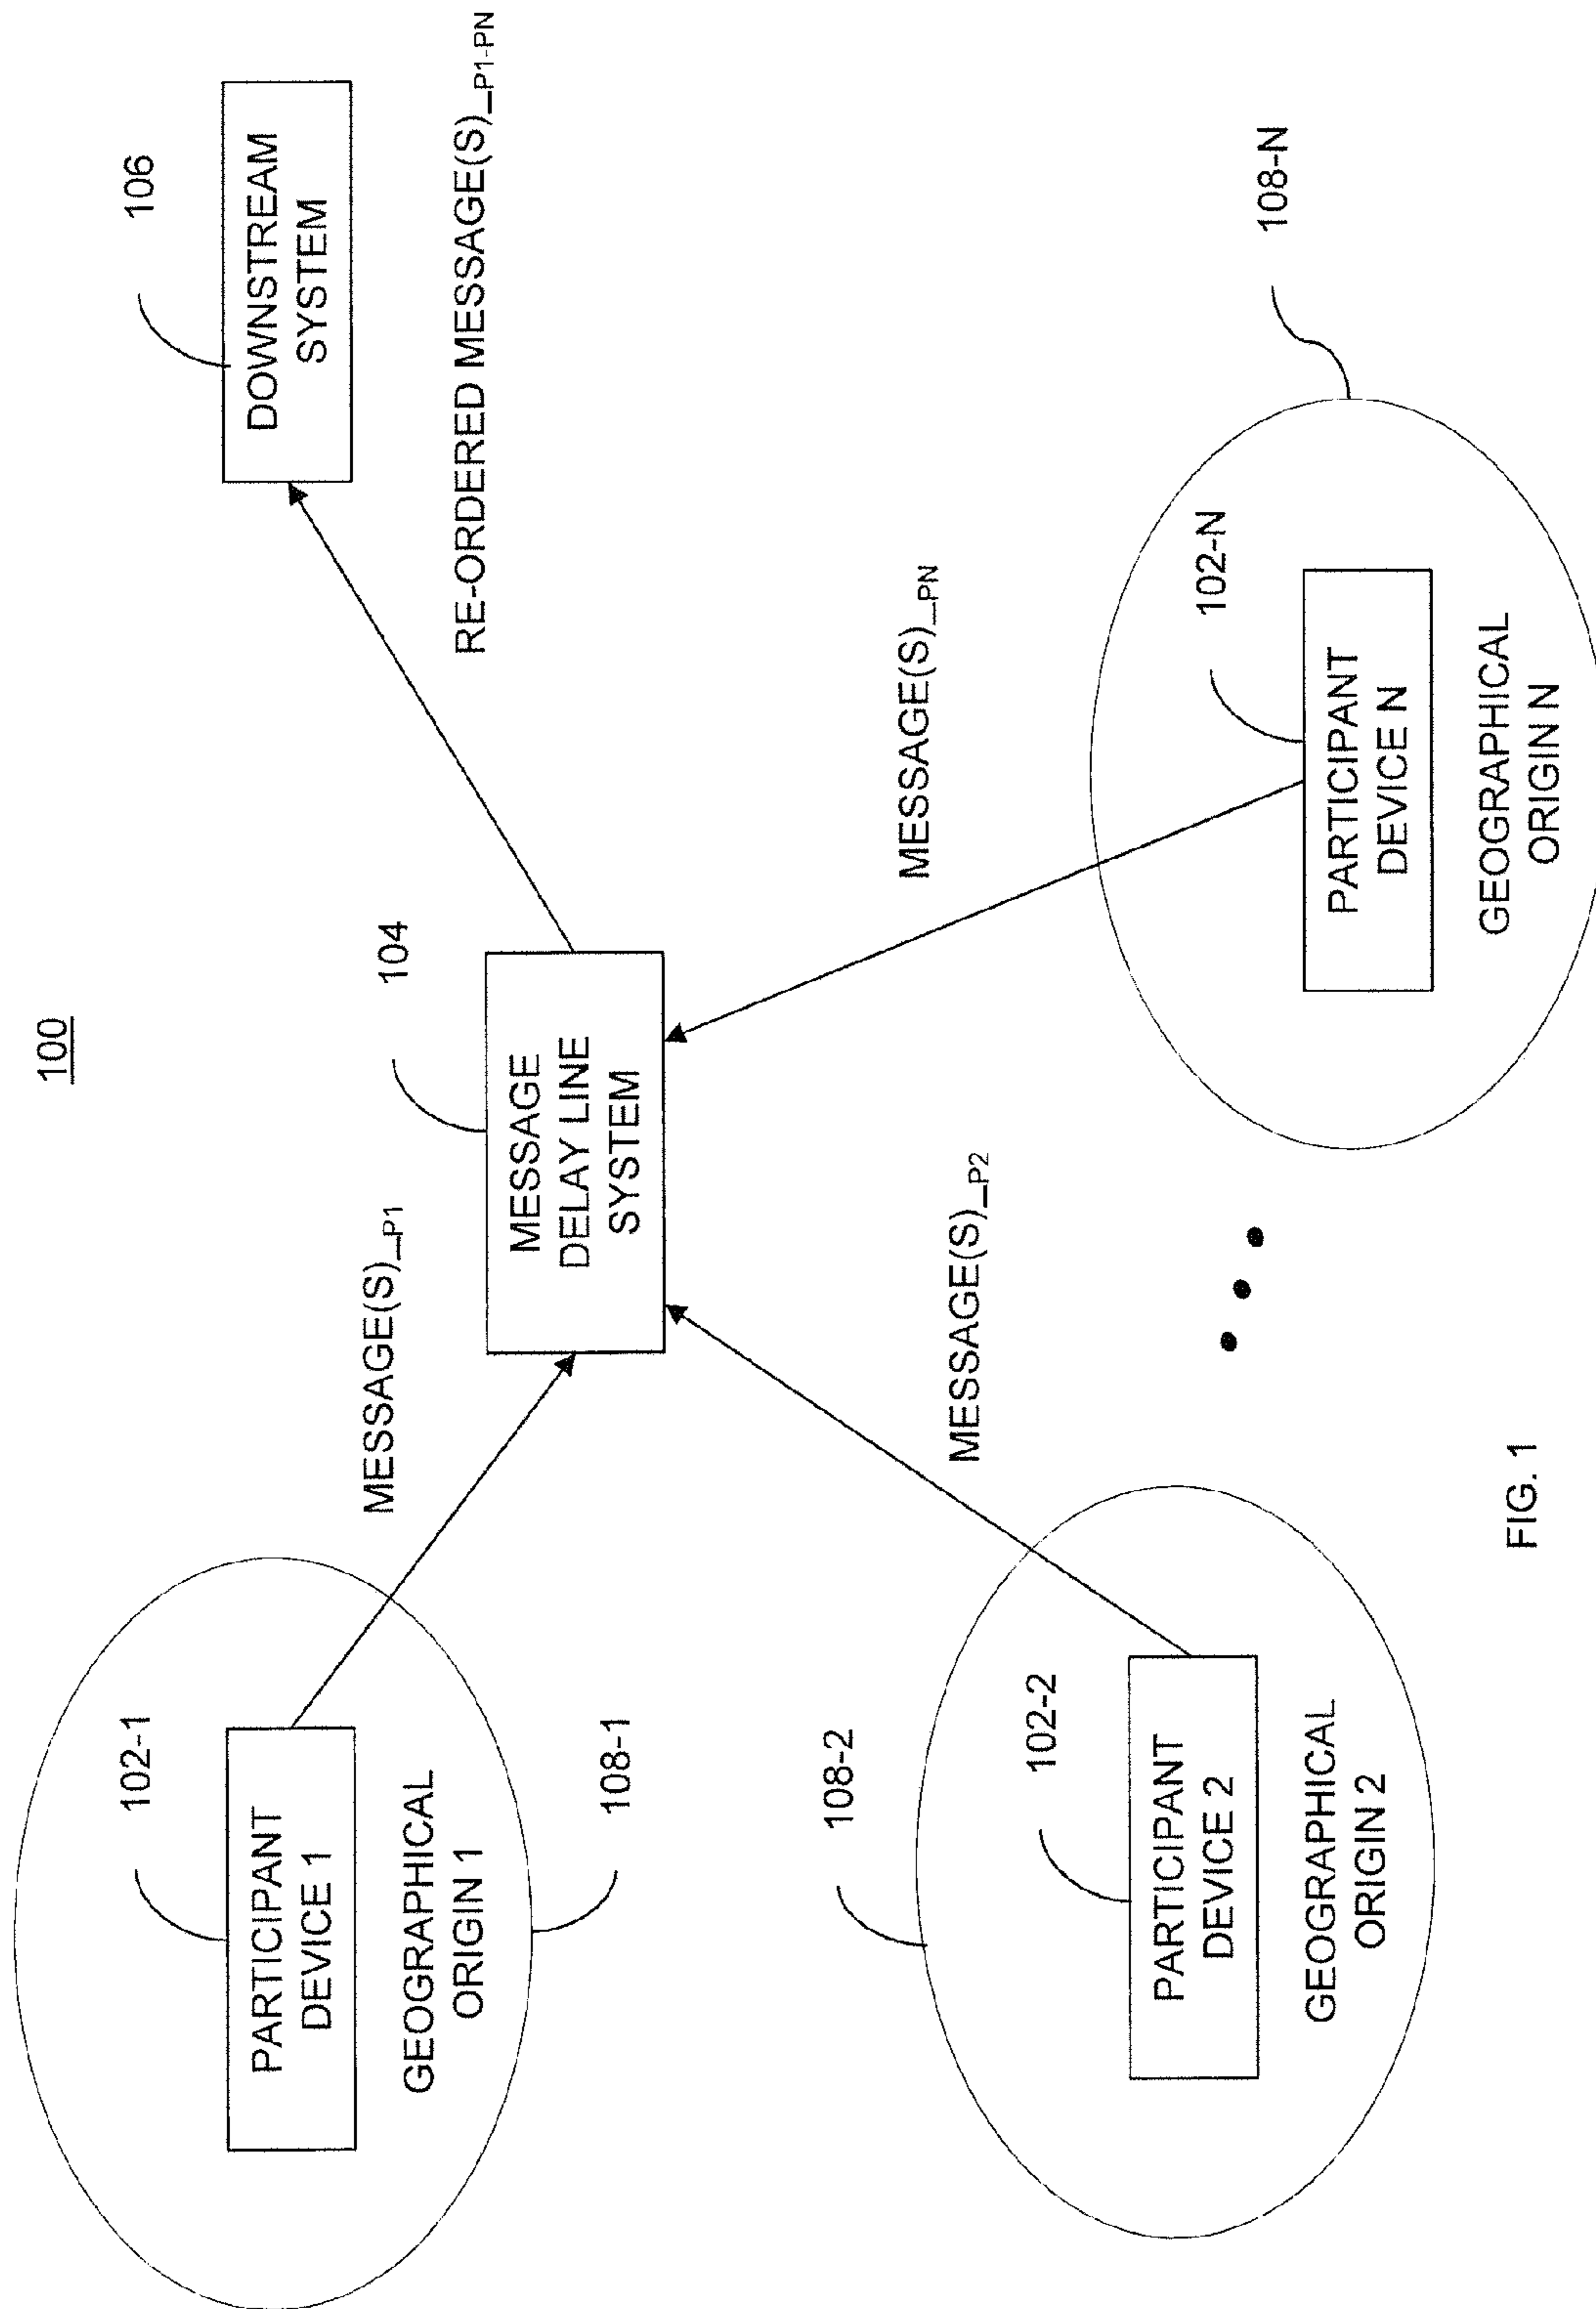 100
102-1
PARTICIPANT
DEVICE 1
GEOGRAPHICAL
ORIGIN 1
108-1
MESSAGE(S)_P1
104
MESSAGE
DELAY LINE
SYSTEM
106
DOWNSTREAM
SYSTEM
RE-ORDERED MESSAGE(S)_P1-PN
108-2
102-2
PARTICIPANT
DEVICE 2
GEOGRAPHICAL
ORIGIN 2
MESSAGE(S)_P2
MESSAGE(S)_PN
108-N
102-N
PARTICIPANT
DEVICE N
GEOGRAPHICAL
ORIGIN N
FIG. 1